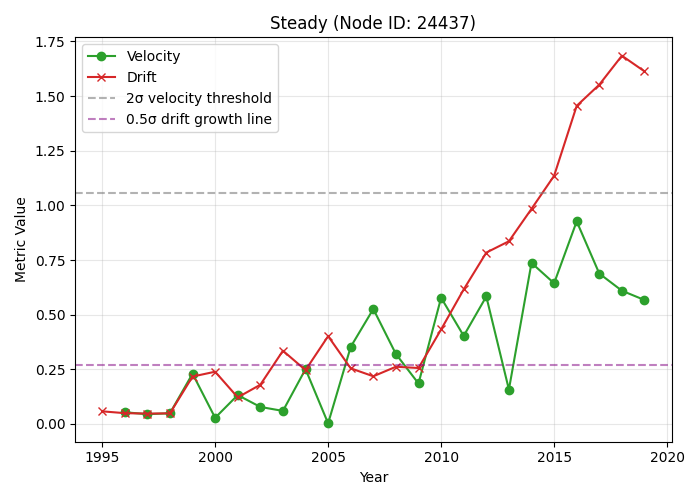 Steady (Node ID: 24437)
Velocity
Drift
2σ velocity threshold
0.5σ drift growth line
Metric Value
1.75
1.50
1.25
1.00
0.75
0.50
0.25
0.00
1995 2000 2005 2010 2015 2020
Year